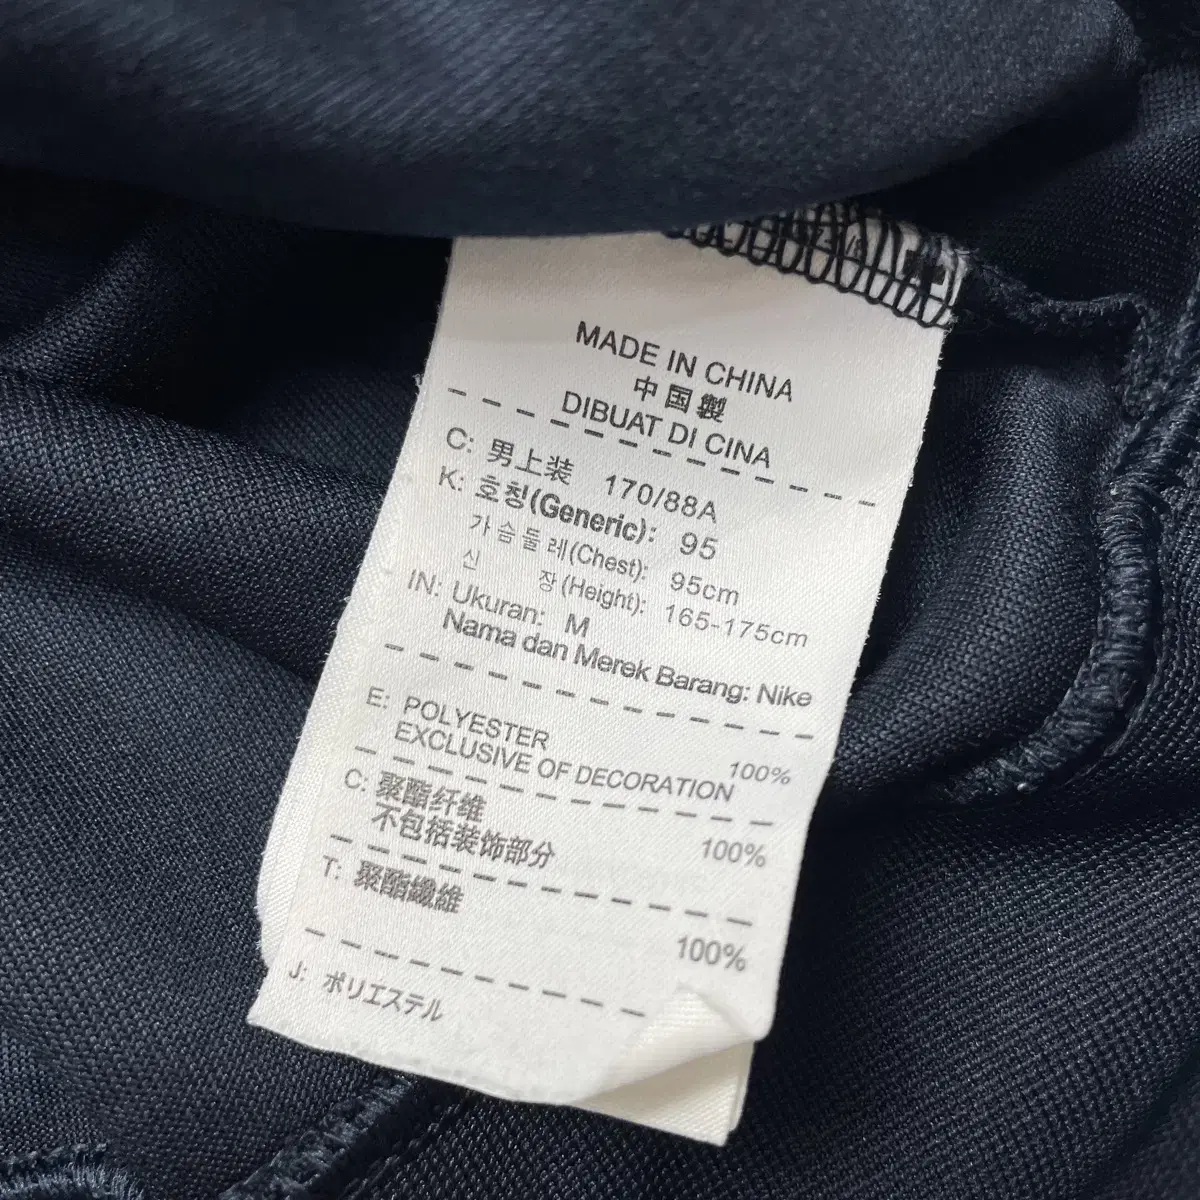 MADE IN CHINA
中国製
DIBUAT DI CINA
C: 男上装 170/88A
K: 호칭(Generic): 95
가슴둘레(Chest): 95cm
신 장(Height): 165-175cm
IN: Ukuran: M
Nama dan Merek Barang: Nike
E: POLYESTER 100%
EXCLUSIVE OF DECORATION
C: 聚酯纤维 100%
不包括装饰部分
T: 聚酯纖維 100%
J: ポリエステル